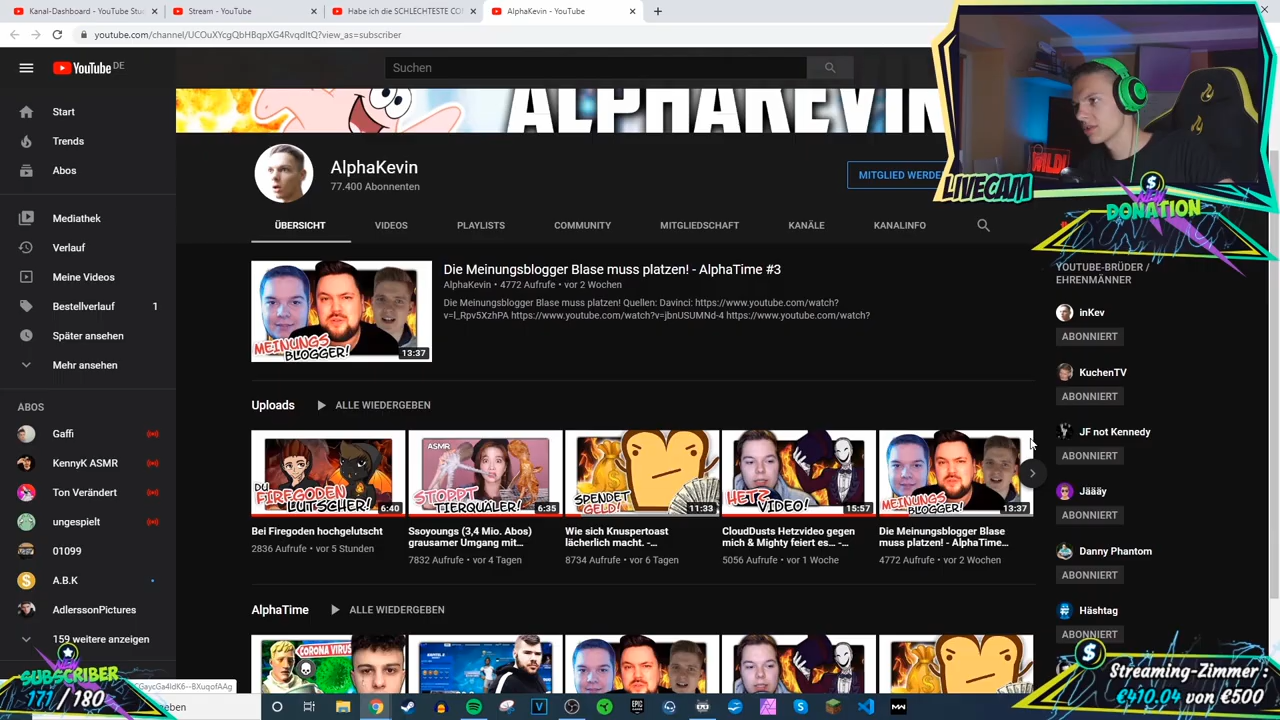 Kanal-Dashboard - YouTube Stu
Stream - YouTube
Habe ich die SCHLECHTESTE CO
AlphaKevin - YouTube
youtube.com/channel/UCOuXYcgQbHBqpXG4RvqdItQ?view_as=subscriber
YouTube DE
Suchen
ALPHAKEVIN
Start
Trends
Abos
Mediathek
Verlauf
Meine Videos
Bestellverlauf 1
Später ansehen
Mehr ansehen
ABOS
Gaffi
KennyK ASMR
Ton Verändert
ungespielt
01099
A.B.K
AdlerssonPictures
159 weitere anzeigen
AlphaKevin
77.400 Abonnenten
MITGLIED WERDE
ÜBERSICHT
VIDEOS
PLAYLISTS
COMMUNITY
MITGLIEDSCHAFT
KANÄLE
KANALINFO
MEINUNGS
BLOGGER!
13:37
Die Meinungsblogger Blase muss platzen! - AlphaTime #3
AlphaKevin • 4772 Aufrufe • vor 2 Wochen
Die Meinungsblogger Blase muss platzen! Quellen: Davinci: https://www.youtube.com/watch?
v=l_Rpv5XzhPA https://www.youtube.com/watch?v=jbnUSUMNd-4 https://www.youtube.com/watch?
Uploads
ALLE WIEDERGEBEN
DU
FIREGODEN
LUTSCHER!
6:40
Bei Firegoden hochgelutscht
2836 Aufrufe • vor 5 Stunden
ASMR
STOPPT
TIERQUÄLER!
6:35
Ssoyoungs (3,4 Mio. Abos)
grausamer Umgang mit...
7832 Aufrufe • vor 4 Tagen
SPENDET
GELD!
11:33
Wie sich Knuspertoast
lächerlich macht. -...
8734 Aufrufe • vor 6 Tagen
HETZ
VIDEO!
15:57
CloudDusts Hetzvideo gegen
mich & Mighty feiert es... -...
5056 Aufrufe • vor 1 Woche
MEINUNGS
BLOGGER!
13:37
Die Meinungsblogger Blase
muss platzen! - AlphaTime...
4772 Aufrufe • vor 2 Wochen
AlphaTime
ALLE WIEDERGEBEN
CORONA VIRUS
YOUTUBE-BRÜDER /
EHRENMÄNNER
inKev
ABONNIERT
KuchenTV
ABONNIERT
JF not Kennedy
ABONNIERT
Jäääy
ABONNIERT
Danny Phantom
ABONNIERT
Häshtag
ABONNIERT
WILD!
LIVECAM
NEW
DONATION
NEW
SUBSCRIBER
171 / 180
Streaming-Zimmer :
€410.04 von €500
geben